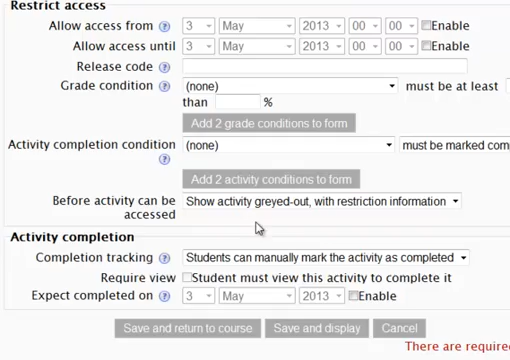 Restrict access
Allow access from ? 3 May 2013 00 00 Enable
Allow access until ? 3 May 2013 00 00 Enable
Release code ?
Grade condition ? (none) must be at least
than %
Add 2 grade conditions to form
Activity completion condition ? (none) must be marked com
Add 2 activity conditions to form
Before activity can be accessed Show activity greyed-out, with restriction information
Activity completion
Completion tracking ? Students can manually mark the activity as completed
Require view Student must view this activity to complete it
Expect completed on ? 3 May 2013 Enable
Save and return to course Save and display Cancel
There are require